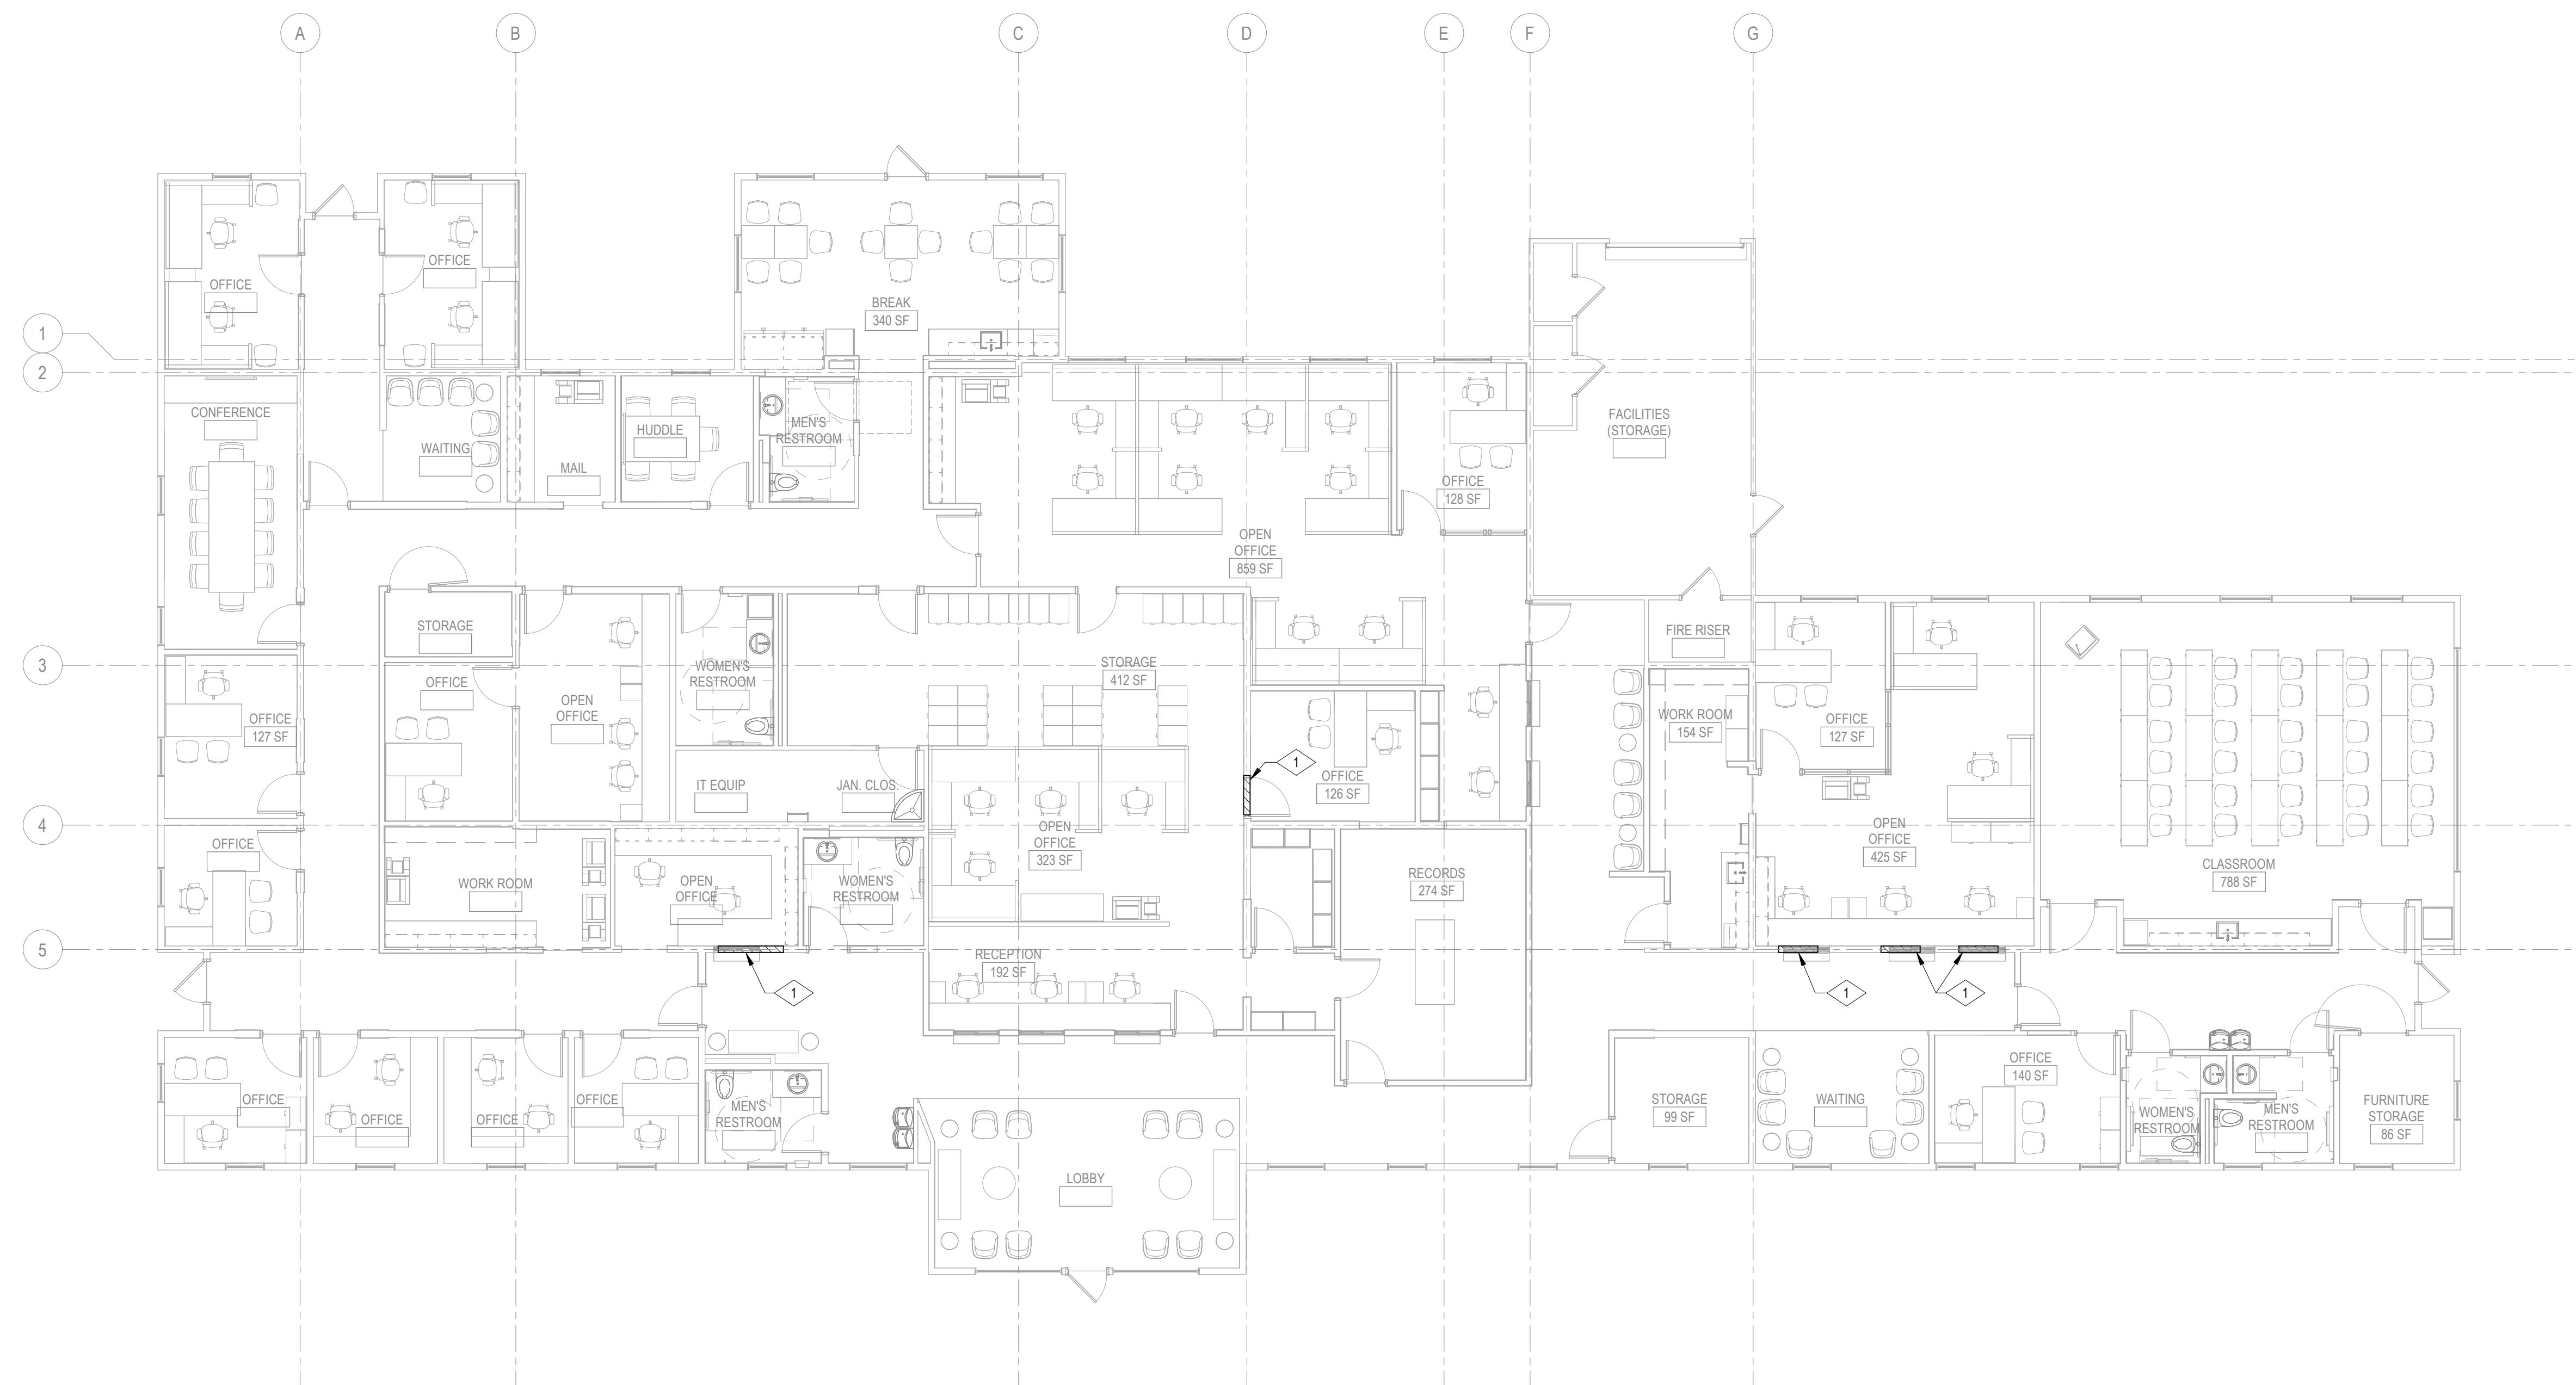 A
B
C
D
E
F
G
1
2
3
4
5
OFFICE
OFFICE
BREAK
340 SF
CONFERENCE
WAITING
MAIL
HUDDLE
MEN'S
RESTROOM
OFFICE
128 SF
FACILITIES
(STORAGE)
OPEN
OFFICE
859 SF
STORAGE
OFFICE
OPEN
OFFICE
WOMEN'S
RESTROOM
STORAGE
412 SF
FIRE RISER
OFFICE
127 SF
WORK ROOM
154 SF
OFFICE
127 SF
IT EQUIP
JAN. CLOS.
1
OFFICE
126 SF
OFFICE
WORK ROOM
OPEN
OFFICE
WOMEN'S
RESTROOM
OPEN
OFFICE
323 SF
RECORDS
274 SF
OPEN
OFFICE
425 SF
CLASSROOM
788 SF
RECEPTION
192 SF
1
1
1
OFFICE
OFFICE
OFFICE
OFFICE
MEN'S
RESTROOM
LOBBY
STORAGE
99 SF
WAITING
OFFICE
140 SF
WOMEN'S
RESTROOM
MEN'S
RESTROOM
FURNITURE
STORAGE
86 SF